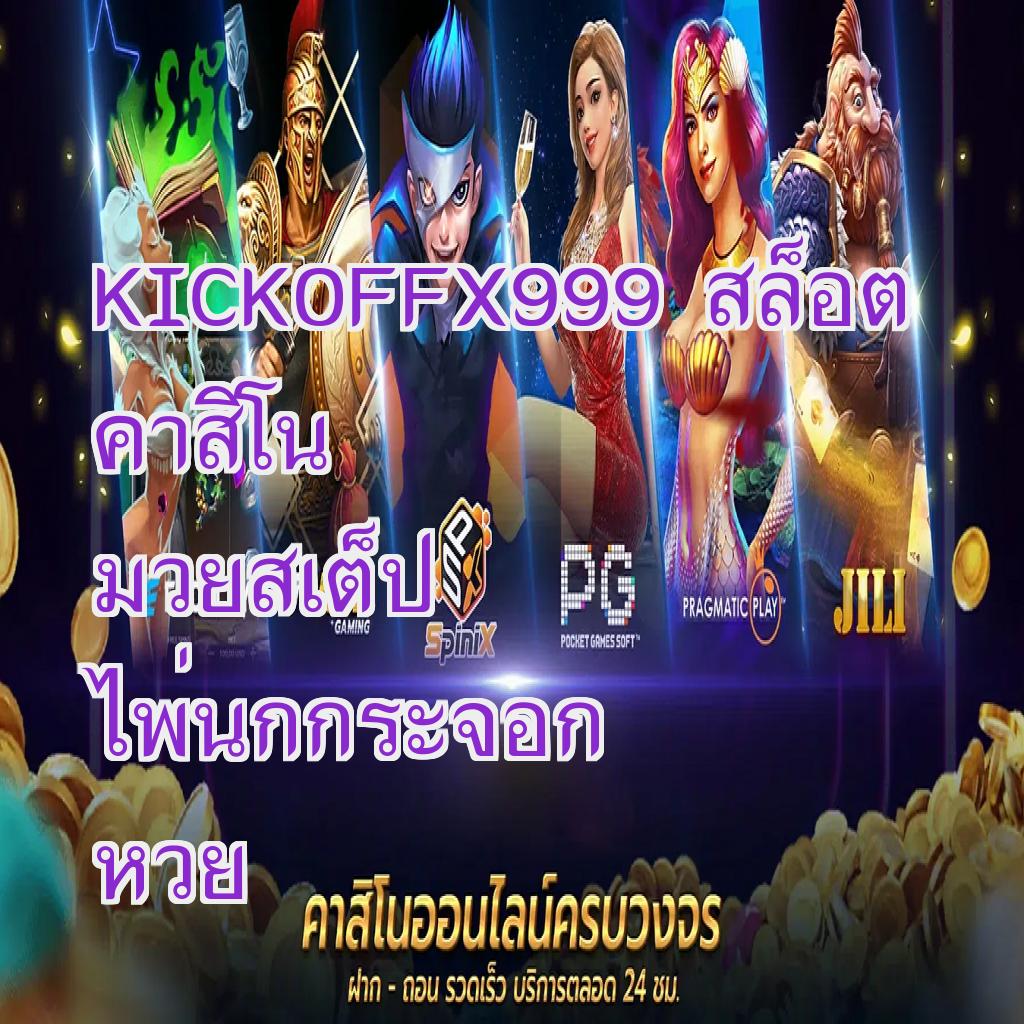 KICKOFFX999 สล็อต
คาสิโน
มวยสเต็ป
ไพ่นกกระจอก
หวย
GAMING
SpiniX
PG
POCKET GAMES SOFT
PRAGMATIC PLAY
JILI
คาสิโนออนไลน์ครบวงจร
ฝาก - ถอน รวดเร็ว บริการตลอด 24 ชม.